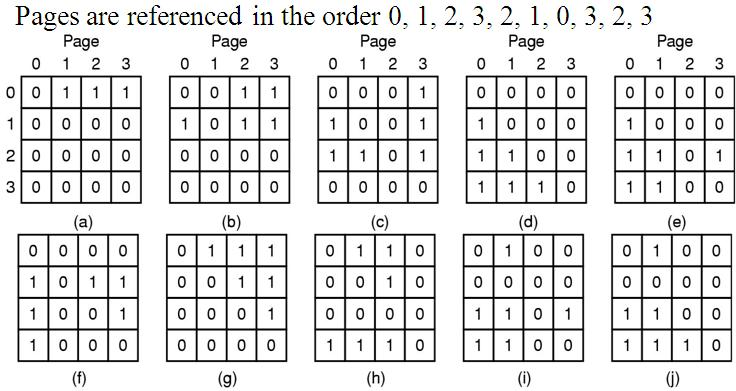 Pages are referenced in the order 0, 1, 2, 3, 2, 1, 0, 3, 2, 3
Page Page Page Page Page
0 1 2 3 0 1 2 3 0 1 2 3 0 1 2 3 0 1 2 3
0 0 1 1 1 0 0 1 1 0 0 0 1 0 0 0 0 0 0 0 0
1 0 0 0 0 1 0 1 1 1 0 0 1 1 0 0 0 1 0 0 0
2 0 0 0 0 0 0 0 0 1 1 0 1 1 1 0 0 1 1 0 1
3 0 0 0 0 0 0 0 0 0 0 0 0 1 1 1 0 1 1 0 0
(a) (b) (c) (d) (e)
0 0 0 0 0 1 1 1 0 1 1 0 0 1 0 0 0 1 0 0
1 0 1 1 0 0 1 1 0 0 1 0 0 0 0 0 0 0 0 0
1 0 0 1 0 0 0 1 0 0 0 0 1 1 0 1 1 1 0 0
1 0 0 0 0 0 0 0 1 1 1 0 1 1 0 0 1 1 1 0
(f) (g) (h) (i) (j)